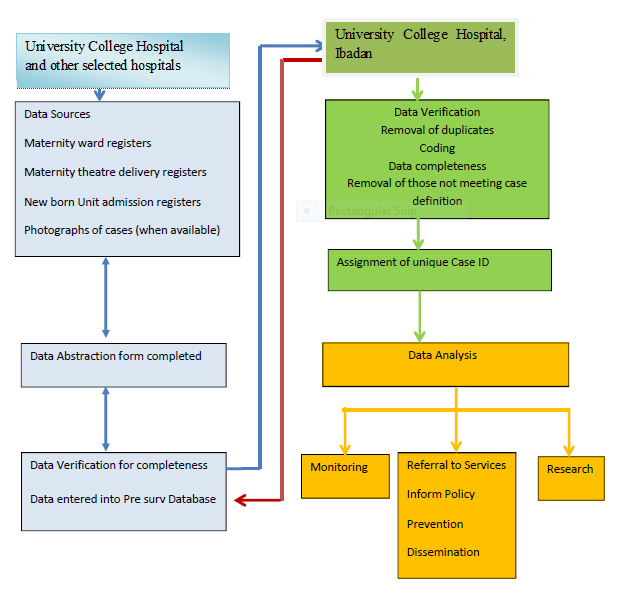 University College Hospital
and other selected hospitals
Data Sources
Maternity ward registers
Maternity theatre delivery registers
New born Unit admission registers
Photographs of cases (when available)
Data Abstraction form completed
Data Verification for completeness
Data entered into Pre surv Database
University College Hospital,
Ibadan
Data Verification
Removal of duplicates
Coding
Data completeness
Removal of those not meeting case
definition
Rectangular Snip
Assignment of unique Case ID
Data Analysis
Monitoring
Referral to Services
Inform Policy
Prevention
Dissemination
Research